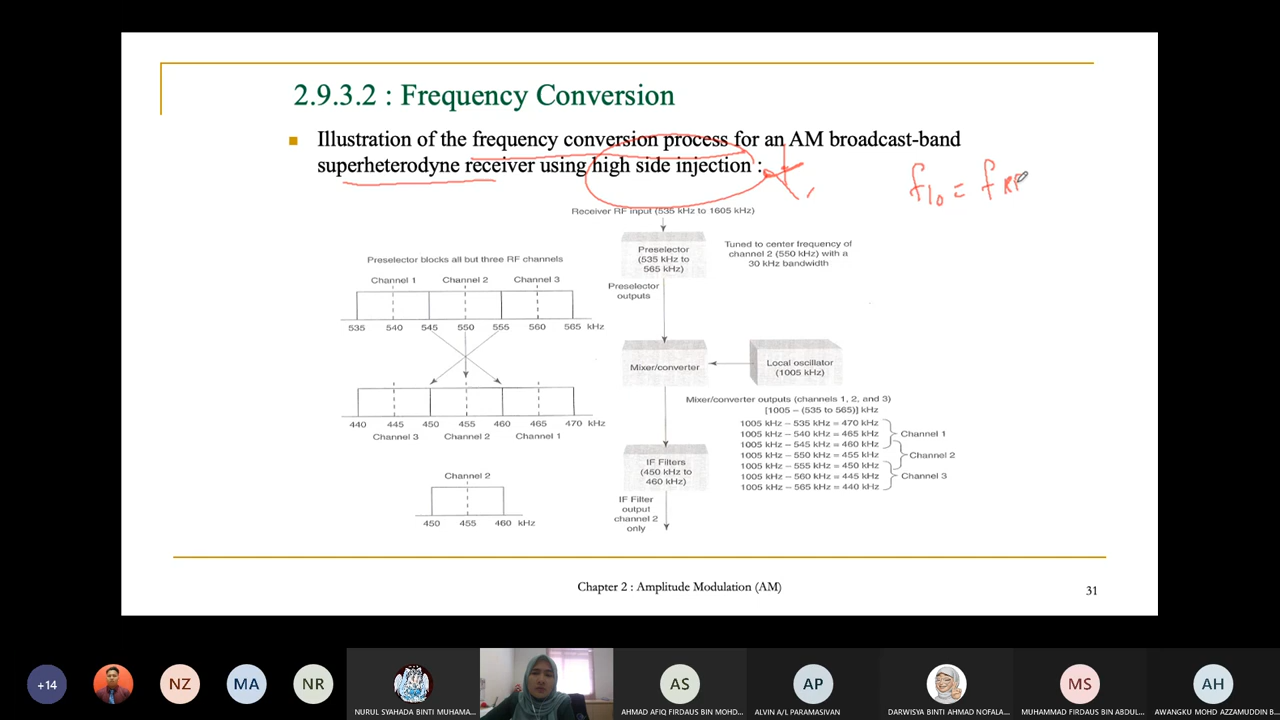 2.9.3.2 : Frequency Conversion
Illustration of the frequency conversion process for an AM broadcast-band
superheterodyne receiver using high side injection :
f lo = f RF
Receiver RF input (535 kHz to 1605 kHz)
Preselector
(535 kHz to
565 kHz)
Tuned to center frequency of
channel 2 (550 kHz) with a
30 kHz bandwidth
Preselector blocks all but three RF channels
Channel 1 Channel 2 Channel 3
Preselector
outputs
535 540 545 550 555 560 565 kHz
Mixer/converter
Local oscillator
(1005 kHz)
Mixer/converter outputs (channels 1, 2, and 3)
[1005 – (535 to 565)] kHz
1005 kHz – 535 kHz = 470 kHz
1005 kHz – 540 kHz = 465 kHz
1005 kHz – 545 kHz = 460 kHz
1005 kHz – 550 kHz = 455 kHz
1005 kHz – 555 kHz = 450 kHz
1005 kHz – 560 kHz = 445 kHz
1005 kHz – 565 kHz = 440 kHz
Channel 1
Channel 2
Channel 3
440 445 450 455 460 465 470 kHz
Channel 3 Channel 2 Channel 1
IF Filters
(450 kHz to
460 kHz)
Channel 2
450 455 460 kHz
IF Filter
output
channel 2
only
Chapter 2 : Amplitude Modulation (AM)
31
+14
NZ
MA
NR
AS
AP
MS
AH
NURUL SYAHADA BINTI MUHAMA...
AHMAD AFIQ FIRDAUS BIN MOHD...
ALVIN A/L PARAMASIVAN
DARWISYA BINTI AHMAD NOFALA...
MUHAMMAD FIRDAUS BIN ABDUL...
AWANGKU MOHD AZZAMUDDIN B...